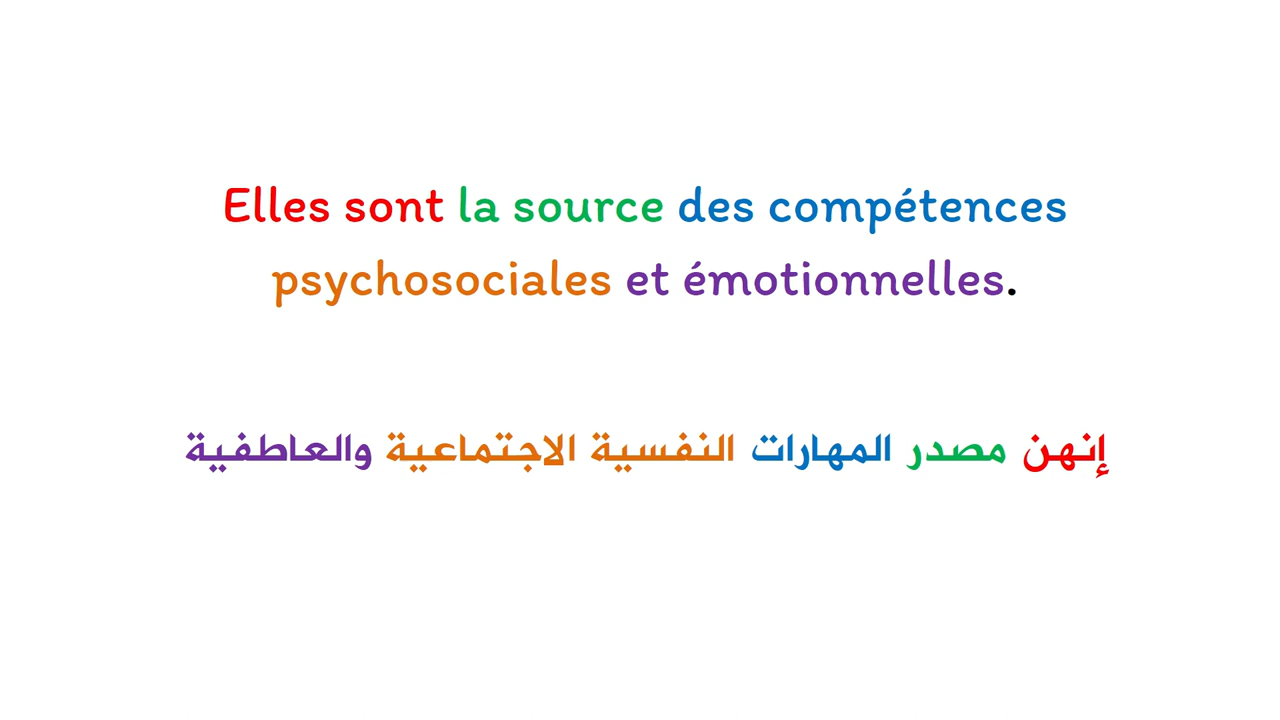 Elles sont la source des compétences
psychosociales et émotionnelles.
إنهن مصدر المهارات النفسية الاجتماعية والعاطفية